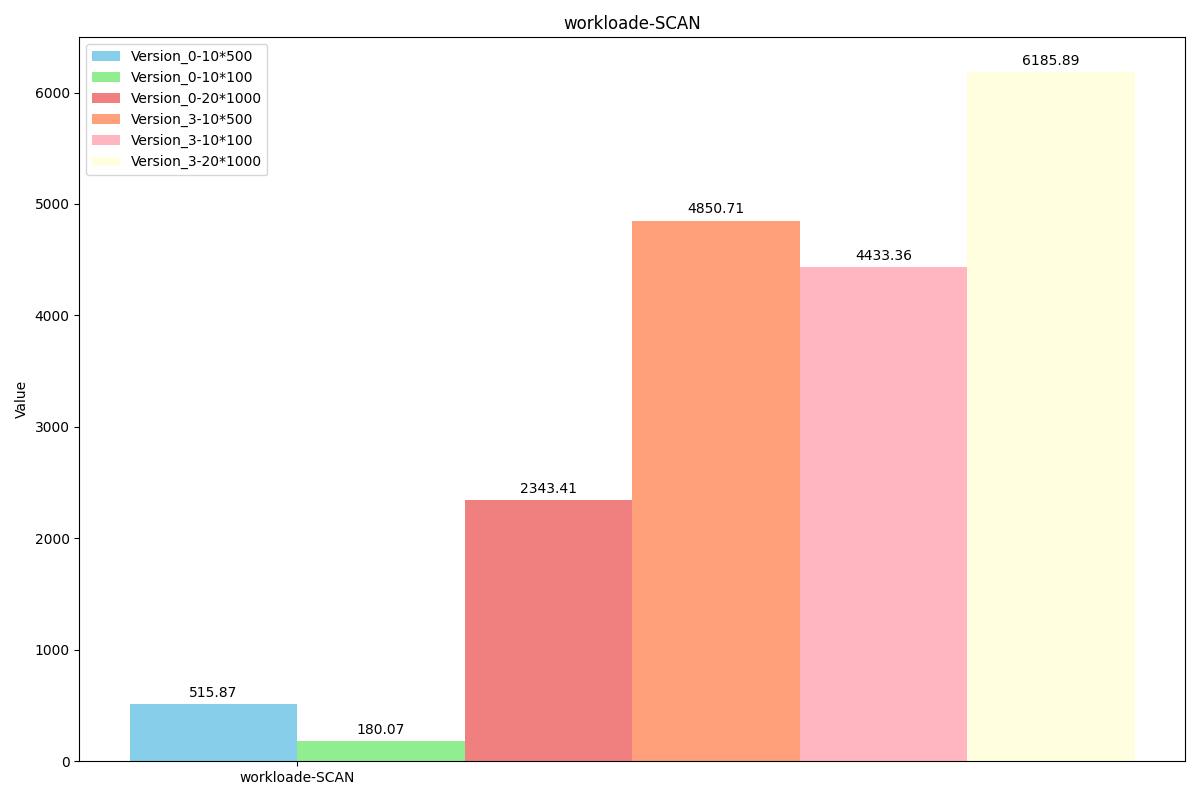 workloade-SCAN
Version_0-10*500
Version_0-10*100
Version_0-20*1000
Version_3-10*500
Version_3-10*100
Version_3-20*1000
6185.89
4850.71
4433.36
2343.41
515.87
180.07
6000
5000
4000
3000
2000
1000
0
Value
workloade-SCAN